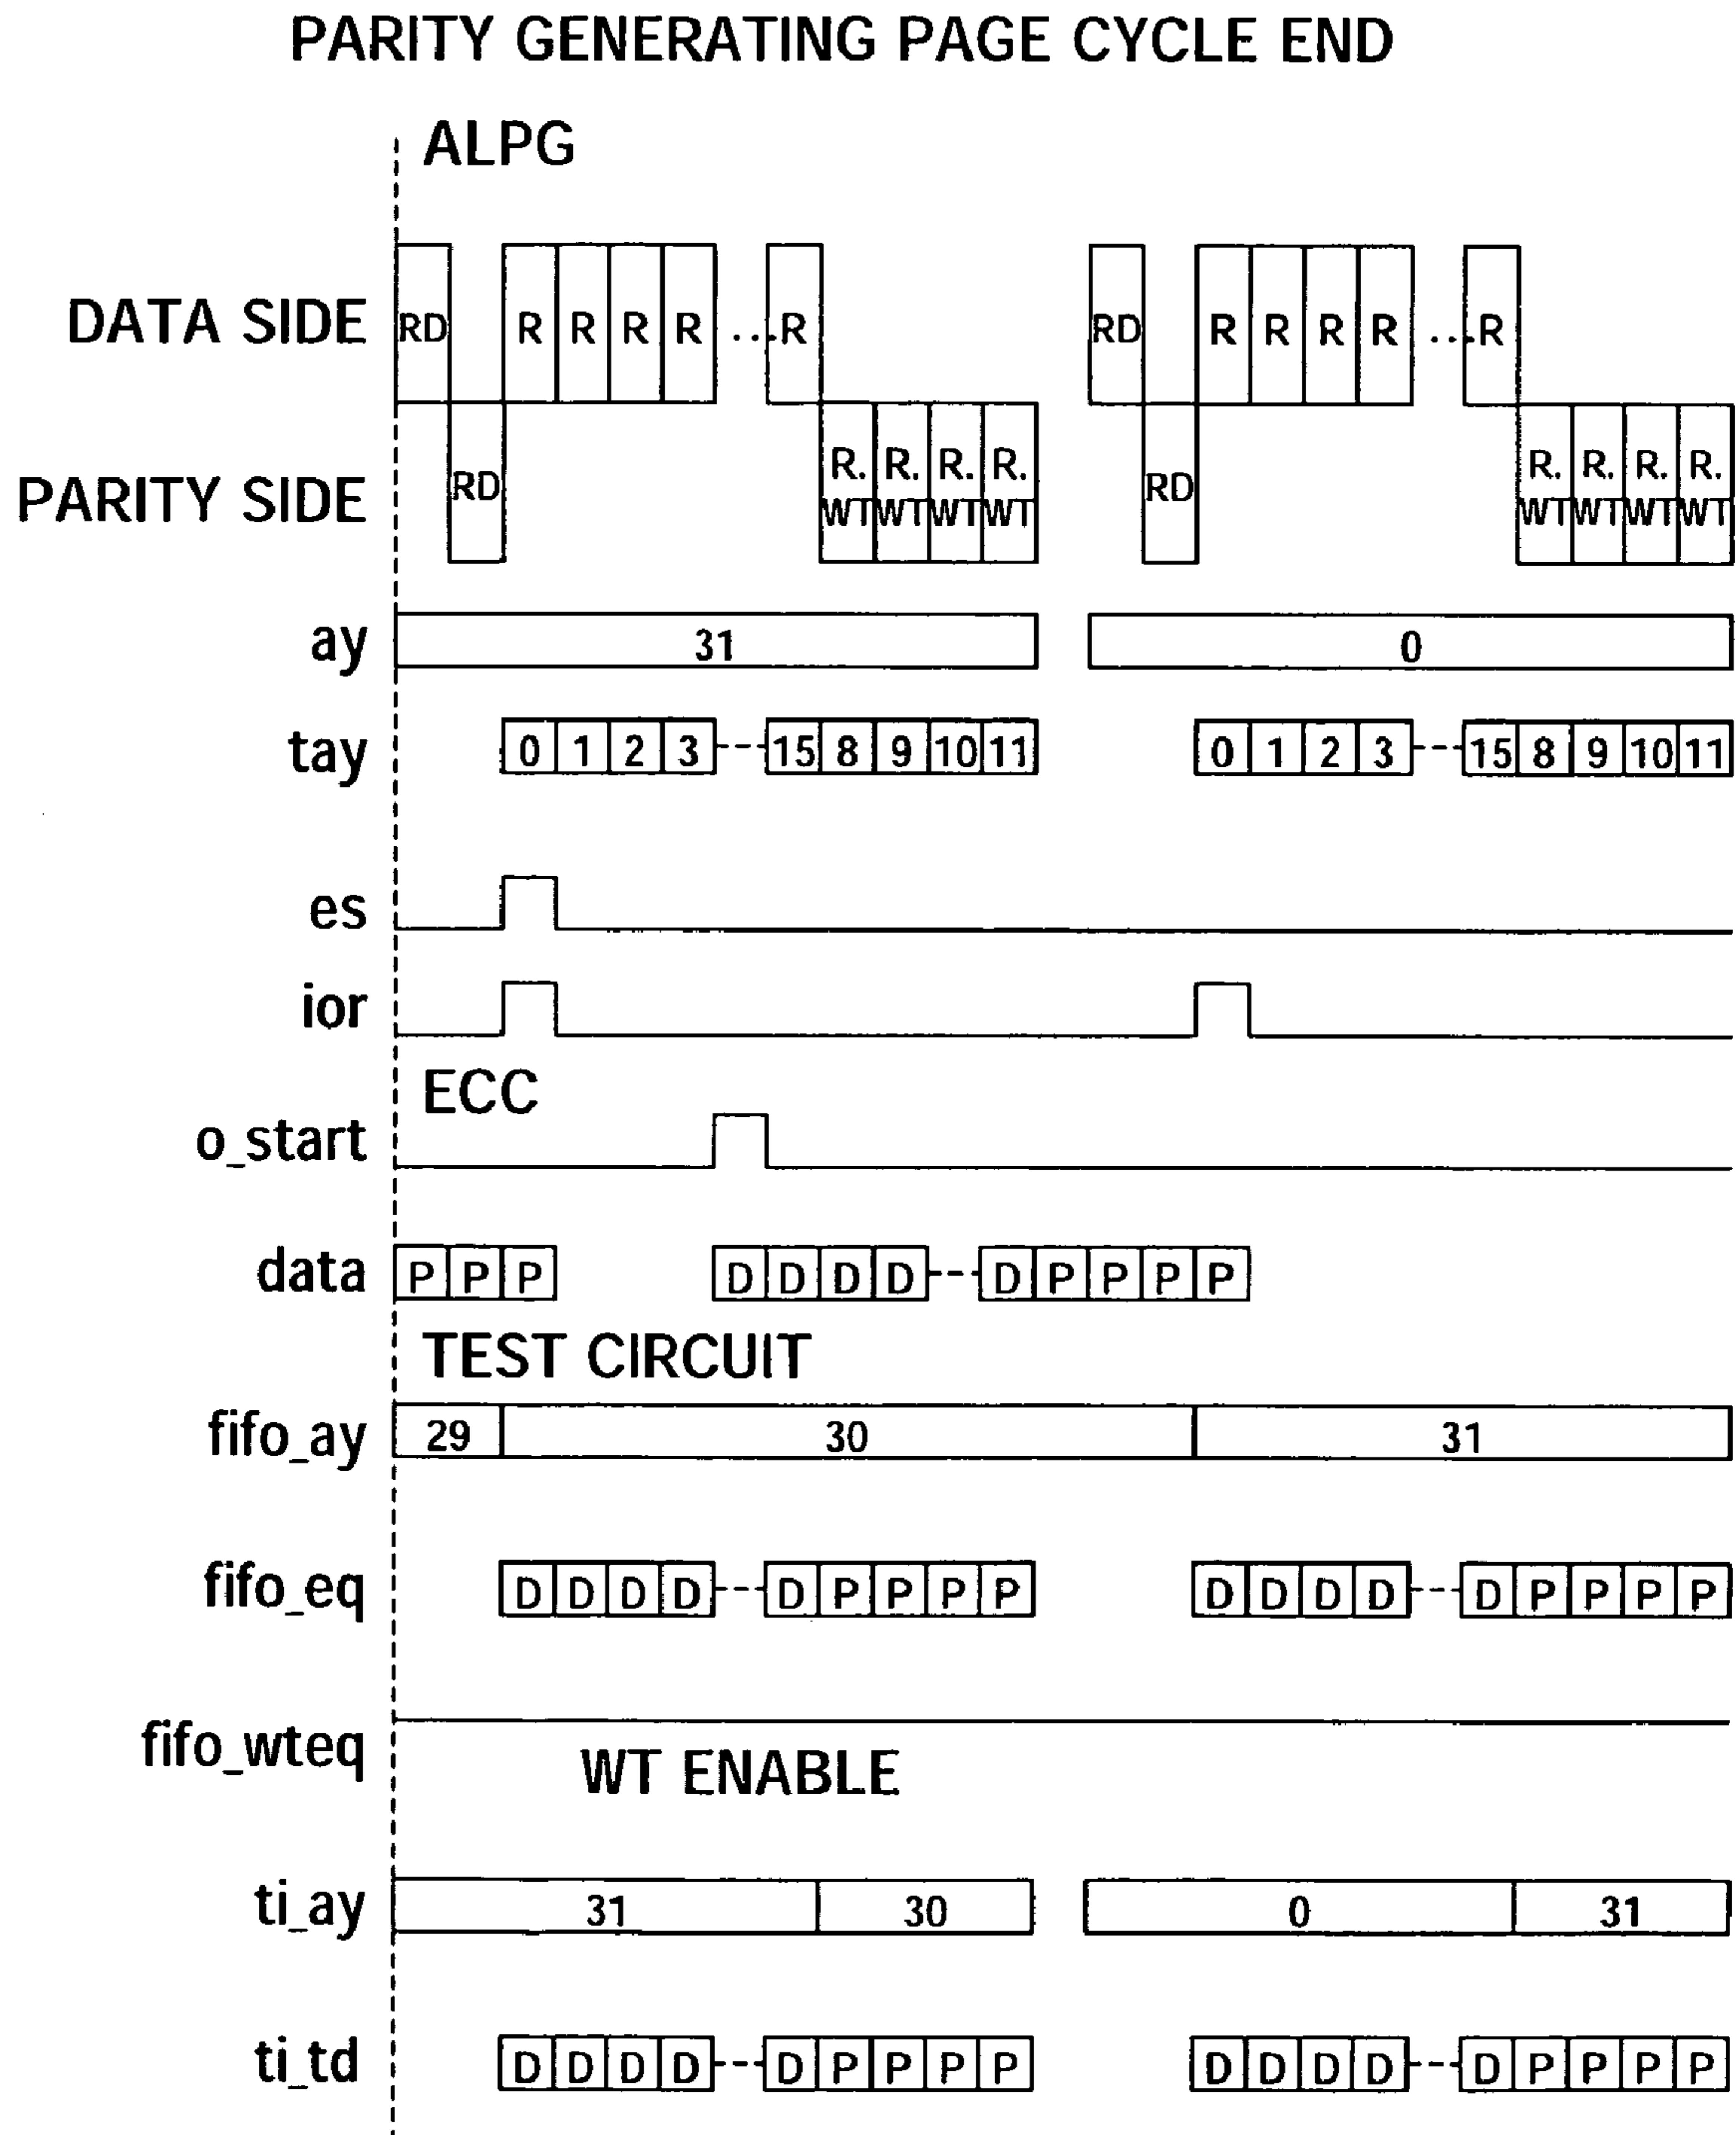 PARITY GENERATING PAGE CYCLE END
ALPG
DATA SIDE RD R R R R ... R RD R R R R ... R
PARITY SIDE RD R. R. R. R. RD R. R. R. R.
WT WT WT WT WT WT WT WT
ay 31 0
tay 0 1 2 3 --- 15 8 9 10 11 0 1 2 3 --- 15 8 9 10 11
es
ior
ECC
o_start
data P P P D D D D --- D P P P P
TEST CIRCUIT
fifo_ay 29 30 31
fifo_eq D D D D --- D P P P P D D D D --- D P P P P
fifo_wteq
WT ENABLE
ti_ay 31 30 0 31
ti_td D D D D --- D P P P P D D D D --- D P P P P